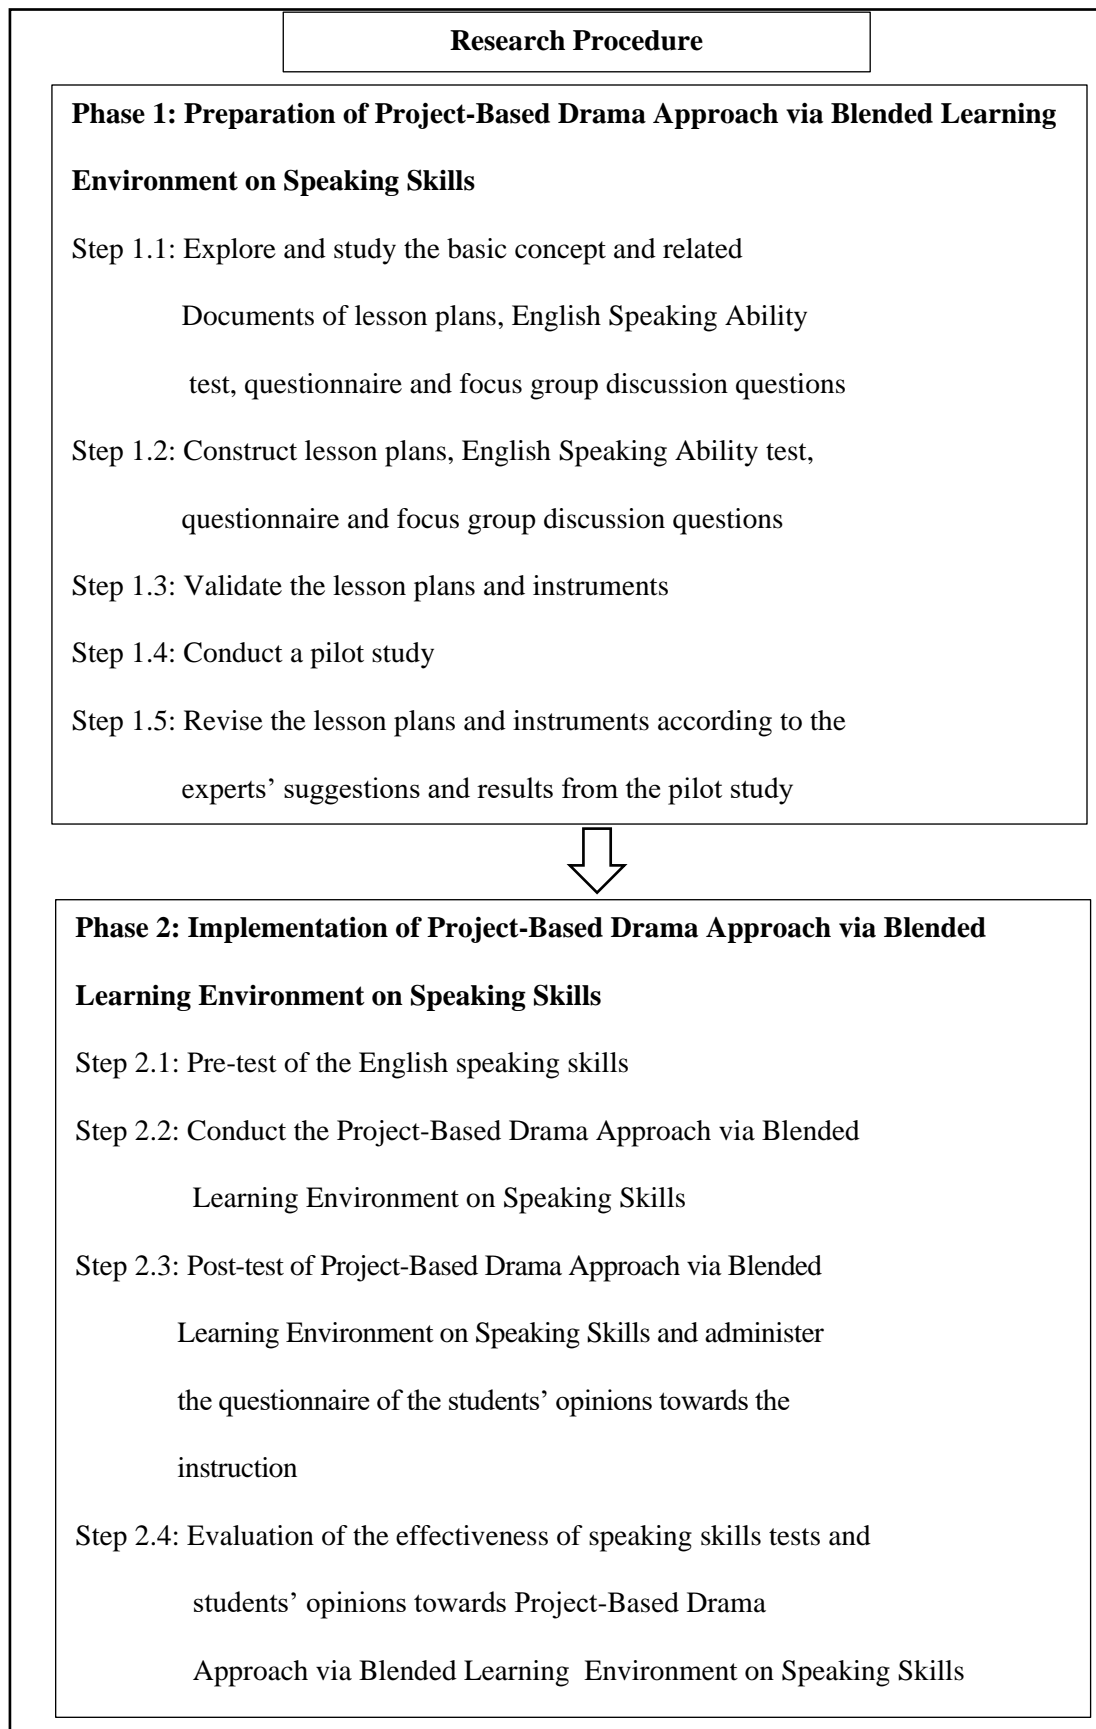 Research Procedure
Phase 1: Preparation of Project-Based Drama Approach via Blended Learning
Environment on Speaking Skills
Step 1.1: Explore and study the basic concept and related
Documents of lesson plans, English Speaking Ability
test, questionnaire and focus group discussion questions
Step 1.2: Construct lesson plans, English Speaking Ability test,
questionnaire and focus group discussion questions
Step 1.3: Validate the lesson plans and instruments
Step 1.4: Conduct a pilot study
Step 1.5: Revise the lesson plans and instruments according to the
experts’ suggestions and results from the pilot study
Phase 2: Implementation of Project-Based Drama Approach via Blended
Learning Environment on Speaking Skills
Step 2.1: Pre-test of the English speaking skills
Step 2.2: Conduct the Project-Based Drama Approach via Blended
Learning Environment on Speaking Skills
Step 2.3: Post-test of Project-Based Drama Approach via Blended
Learning Environment on Speaking Skills and administer
the questionnaire of the students’ opinions towards the
instruction
Step 2.4: Evaluation of the effectiveness of speaking skills tests and
students’ opinions towards Project-Based Drama
Approach via Blended Learning Environment on Speaking Skills